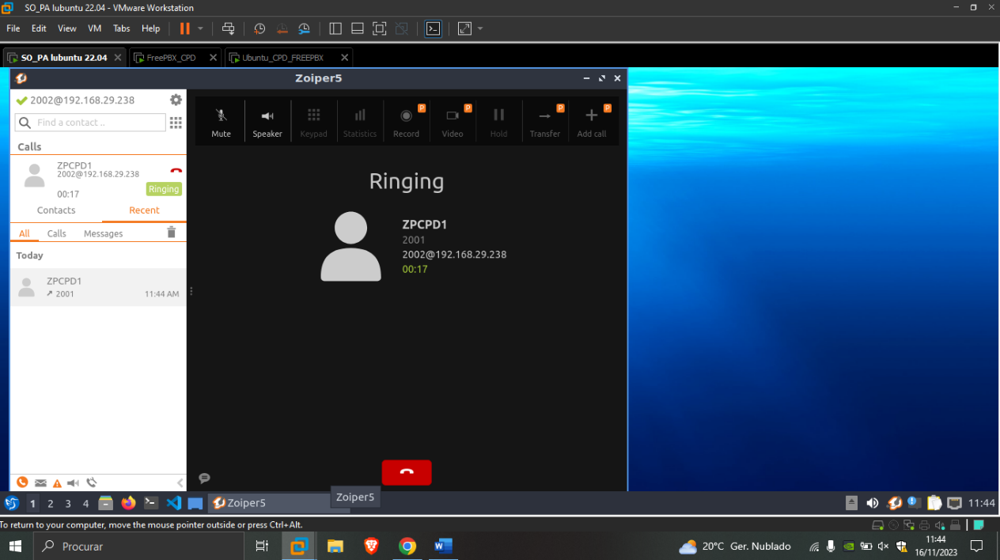 SO_PA lubuntu 22.04 - VMware Workstation
File Edit View VM Tabs Help
SO_PA lubuntu 22.04 FreePBX_CPD Ubuntu_CPD_FREEPBX
Zoiper5
2002@192.168.29.238
Find a contact ..
Calls
ZPCPD1
2002@192.168.29.238
00:17 Ringing
Contacts Recent
All Calls Messages
Today
ZPCPD1
2001 11:44 AM
Mute Speaker Keypad Statistics Record Video Hold Transfer Add call
P P P P
Ringing
ZPCPD1
2001
2002@192.168.29.238
00:17
Zoiper5
1 2 3 4 Zoiper5 11:44
To return to your computer, move the mouse pointer outside or press Ctrl+Alt.
Procurar
20°C Ger. Nublado
11:44
16/11/2023